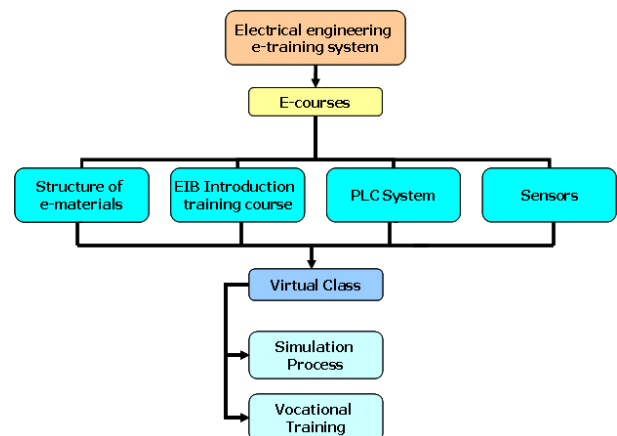 Electrical engineering
e-training system
E-courses
Structure of
e-materials
EIB Introduction
training course
PLC System
Sensors
Virtual Class
Simulation
Process
Vocational
Training